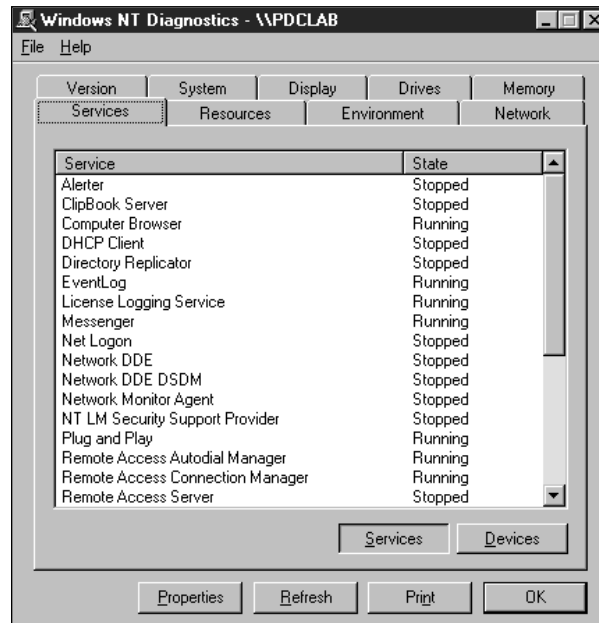 Windows NT Diagnostics - \\PDCLAB
File Help
Version System Display Drives Memory
Services Resources Environment Network
Service State
Alerter Stopped
ClipBook Server Stopped
Computer Browser Running
DHCP Client Stopped
Directory Replicator Stopped
EventLog Running
License Logging Service Running
Messenger Running
Net Logon Stopped
Network DDE Stopped
Network DDE DSDM Stopped
Network Monitor Agent Stopped
NT LM Security Support Provider Stopped
Plug and Play Running
Remote Access Autodial Manager Running
Remote Access Connection Manager Running
Remote Access Server Stopped
Services Devices
Properties Refresh Print OK